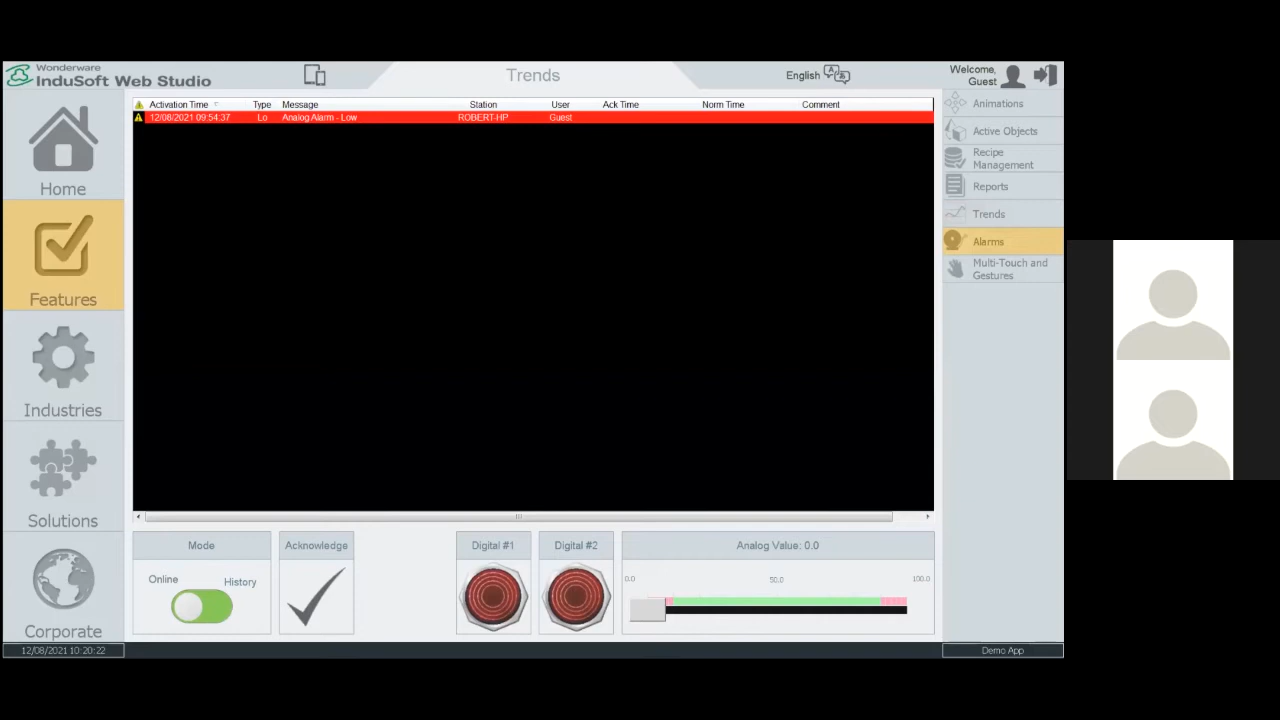 Wonderware
InduSoft Web Studio
Trends
English
Welcome,
Guest
Home
Features
Industries
Solutions
Corporate
Activation Time Type Message Station User Ack Time Norm Time Comment
12/08/2021 09:54:37 Lo Analog Alarm - Low ROBERT-HP Guest
Animations
Active Objects
Recipe
Management
Reports
Trends
Alarms
Multi-Touch and
Gestures
Mode
Online
History
Acknowledge
Digital #1
Digital #2
Analog Value: 0.0
0.0 50.0 100.0
12/08/2021 10:20:22
Demo App